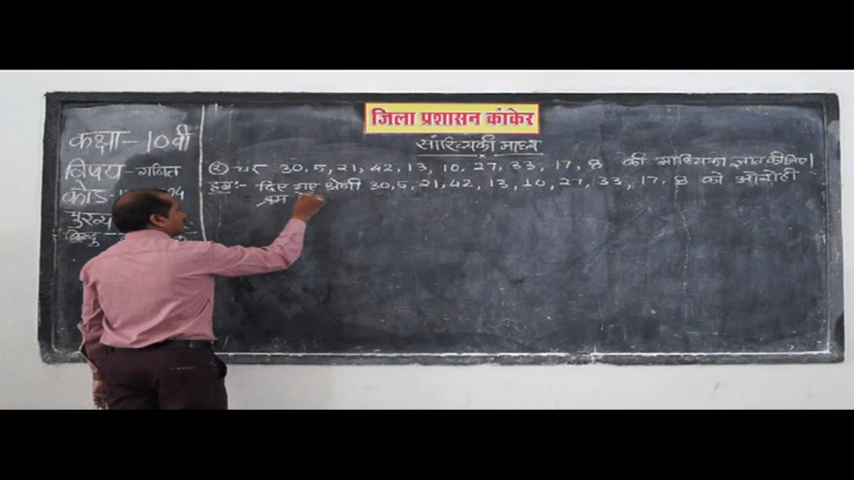 जिला प्रशासन कांकेर
सांख्यिकी माध्य
कक्षा - 10वी
विषय - गणित
कोड-
मुख्य
बिन्दु
② चर 30, 5, 21, 42, 13, 10, 27, 33, 17, 8 की माध्यिका ज्ञात कीजिए।
हल:- दिए गए श्रेणी 30, 5, 21, 42, 13, 10, 27, 33, 17, 8 को आरोही
क्रम